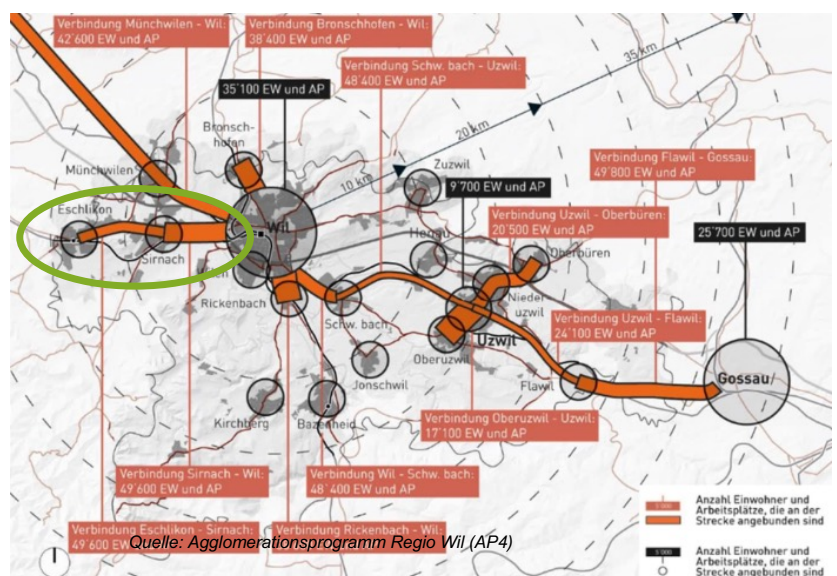 Verbindung Münchwilen - Wil:
42'600 EW und AP
Verbindung Bronschhofen - Wil:
38'400 EW und AP
Verbindung Schw. bach - Uzwil:
48'400 EW und AP
35'100 EW und AP
35 km
20 km
10 km
Bronsch-
hofen
Münchwilen
Zuzwil
9'700 EW und AP
Verbindung Flawil - Gossau:
49'800 EW und AP
Eschlikon
Verbindung Uzwil - Oberbüren:
20'500 EW und AP
25'700 EW und AP
Wil
Sirnach
Henau
Oberbüren
Rickenbach
Schw. bach
Nieder
uzwil
Verbindung Uzwil - Flawil:
24'100 EW und AP
Oberuzwil
Uzwil
Jonschwil
Flawil
Gossau
Kirchberg
Bazenheid
Verbindung Oberuzwil - Uzwil:
17'100 EW und AP
Verbindung Sirnach - Wil:
49'600 EW und AP
Verbindung Wil - Schw. bach:
48'400 EW und AP
Verbindung Eschlikon - Sirnach:
49'600 EW
Verbindung Rickenbach - Wil:
Quelle: Agglomerationsprogramm Regio Wil (AP4)
Anzahl Einwohner und
Arbeitsplätze, die an der
Strecke angebunden sind
Anzahl Einwohner und
Arbeitsplätze, die an der
Strecke angebunden sind